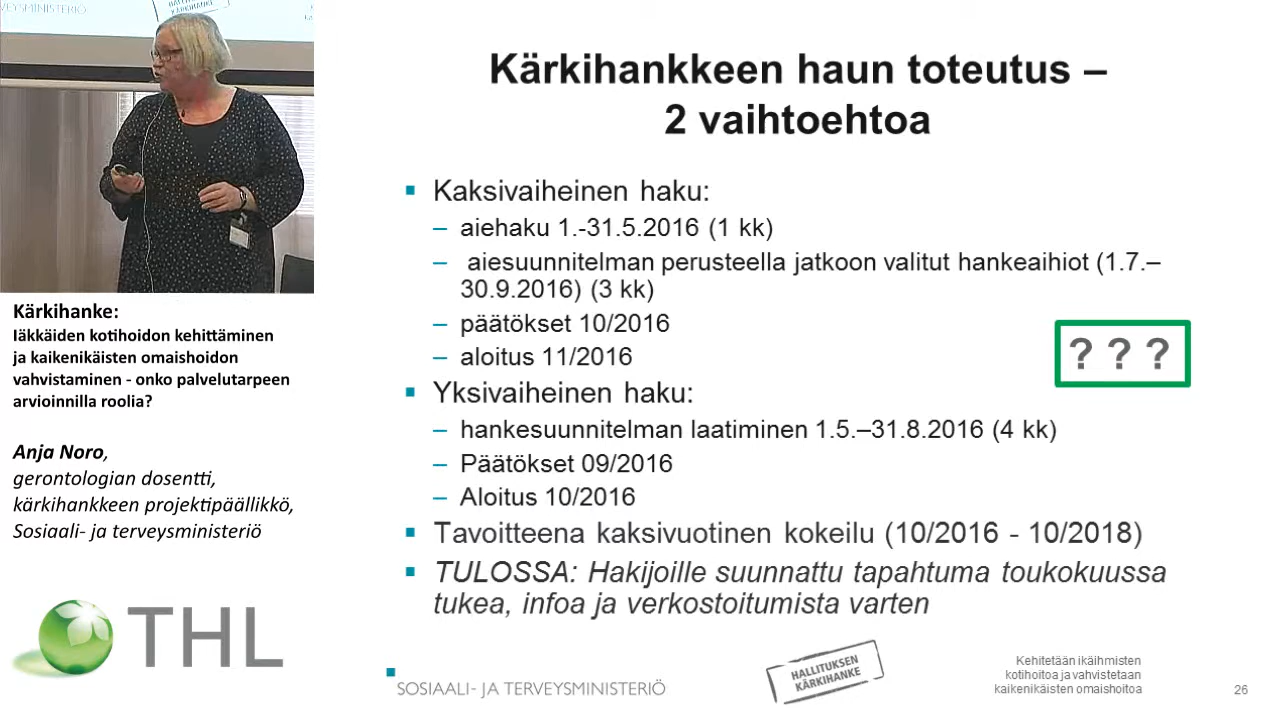 HALLITUKSEN
KÄRKIHANKE
Kärkihanke:
Iäkkäiden kotihoidon kehittäminen
ja kaikenikäisten omaishoidon
vahvistaminen - onko palvelutarpeen
arvioinnilla roolia?
Anja Noro,
gerontologian dosentti,
kärkihankkeen projektipäällikkö,
Sosiaali- ja terveysministeriö
THL
Kärkihankkeen haun toteutus –
2 vaihtoehtoa
Kaksivaiheinen haku:
– aiehaku 1.-31.5.2016 (1 kk)
– aiesuunnitelman perusteella jatkoon valitut hankeaihiot (1.7.–
30.9.2016) (3 kk)
– päätökset 10/2016
– aloitus 11/2016
? ? ?
Yksivaiheinen haku:
– hankesuunnitelman laatiminen 1.5.–31.8.2016 (4 kk)
– Päätökset 09/2016
– Aloitus 10/2016
Tavoitteena kaksivuotinen kokeilu (10/2016 - 10/2018)
TULOSSA: Hakijoille suunnattu tapahtuma toukokuussa
tukea, infoa ja verkostoitumista varten
SOSIAALI- JA TERVEYSMINISTERIÖ
HALLITUKSEN
KÄRKIHANKE
Kehitetään ikäihmisten
kotihoitoa ja vahvistetaan
kaikenikäisten omaishoitoa
26